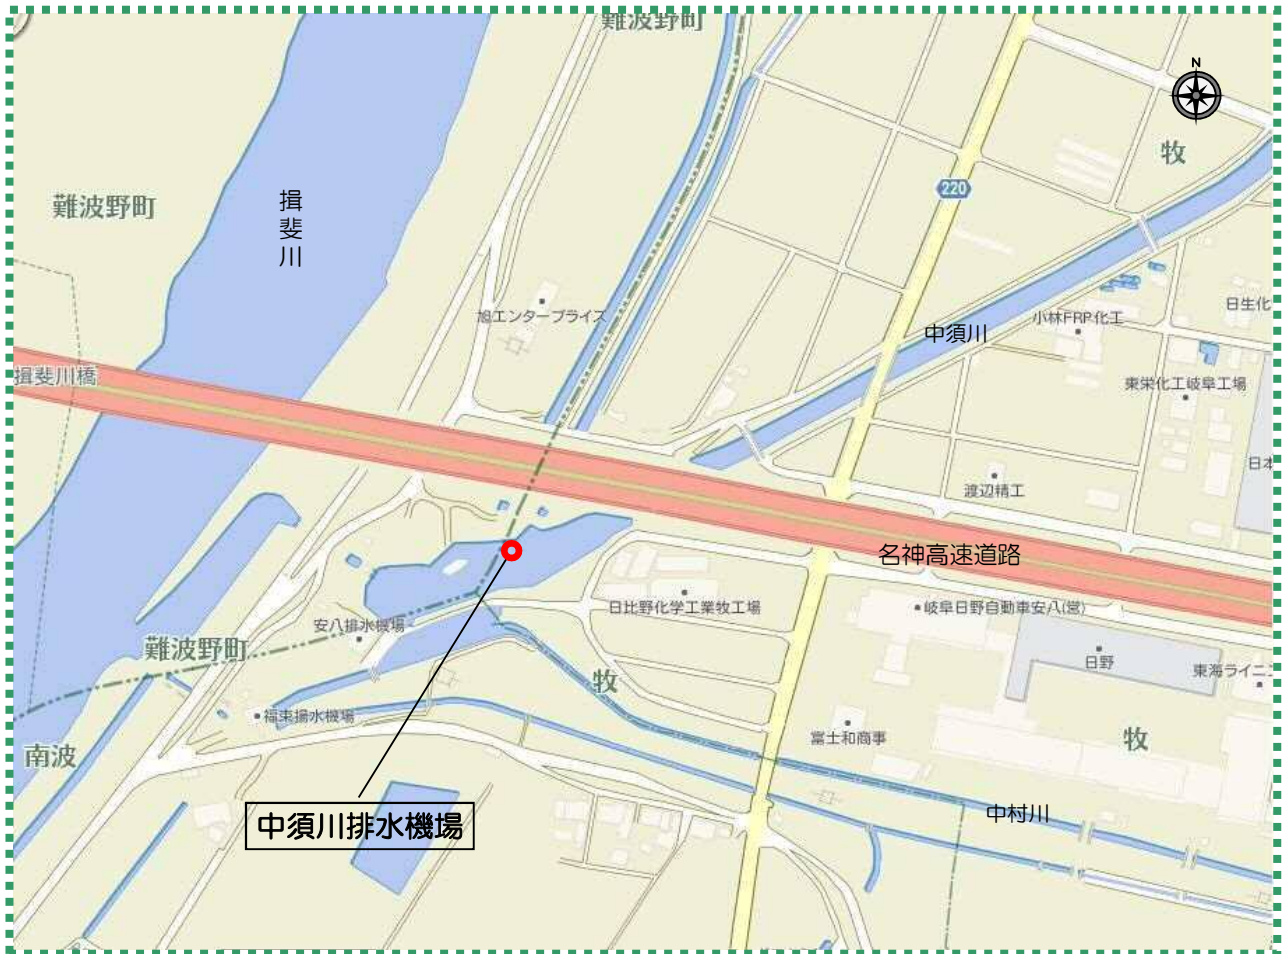 難波野町
N
牧
難波野町
揖斐川
220
旭エンタープライズ
日生化
小林FRP化工
中須川
揖斐川橋
東栄化工岐阜工場
日本
渡辺精工
名神高速道路
日比野化学工業牧工場
岐阜日野自動車安八(営)
安八排水機場
難波野町
日野
東海ライニ
牧
福束揚水機場
富士和商事
牧
南波
中村川
中須川排水機場